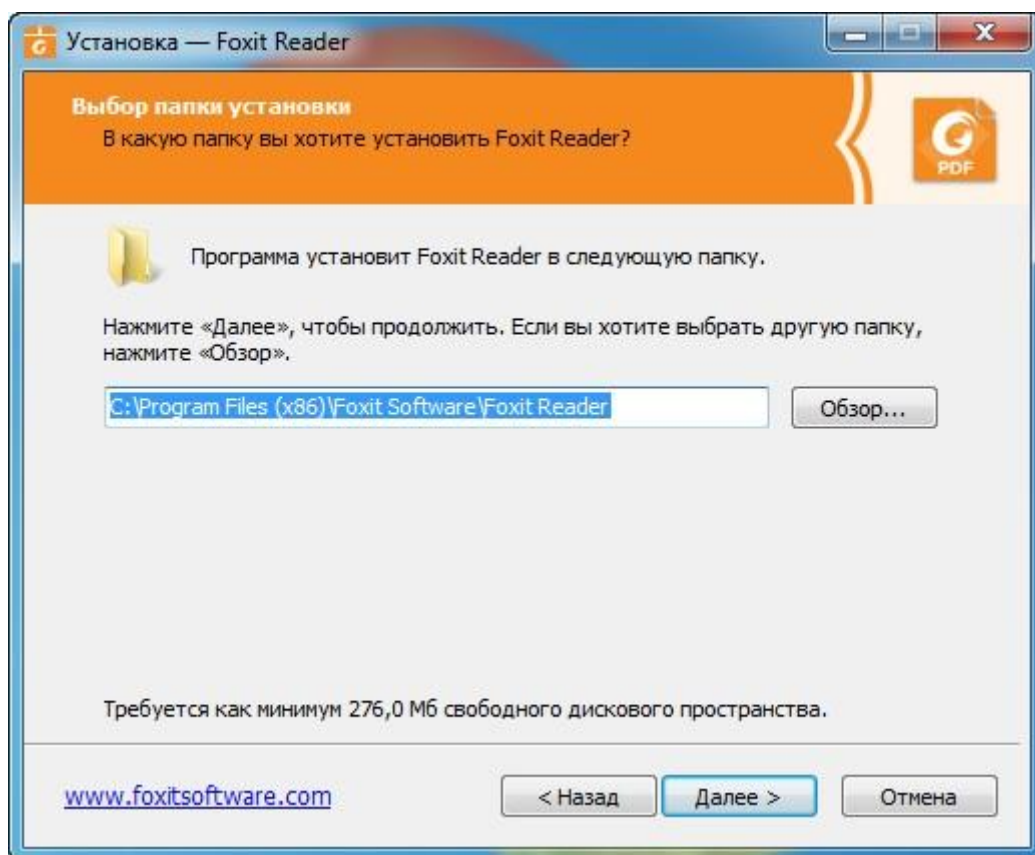 Установка — Foxit Reader
Выбор папки установки
В какую папку вы хотите установить Foxit Reader?
G
PDF
Программа установит Foxit Reader в следующую папку.
Нажмите «Далее», чтобы продолжить. Если вы хотите выбрать другую папку,
нажмите «Обзор».
C:\Program Files (x86)\Foxit Software\Foxit Reader
Обзор...
Требуется как минимум 276,0 Мб свободного дискового пространства.
www.foxitsoftware.com
< Назад
Далее >
Отмена